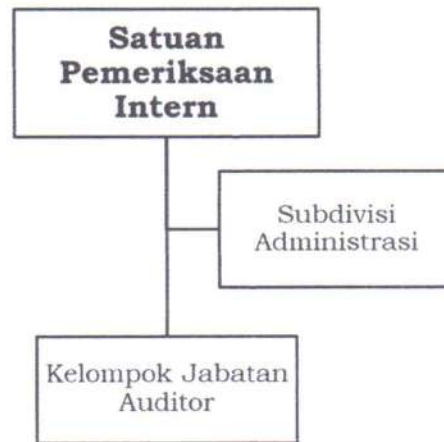 Satuan
Pemeriksaan
Intern
Subdivisi
Administrasi
Kelompok Jabatan
Auditor